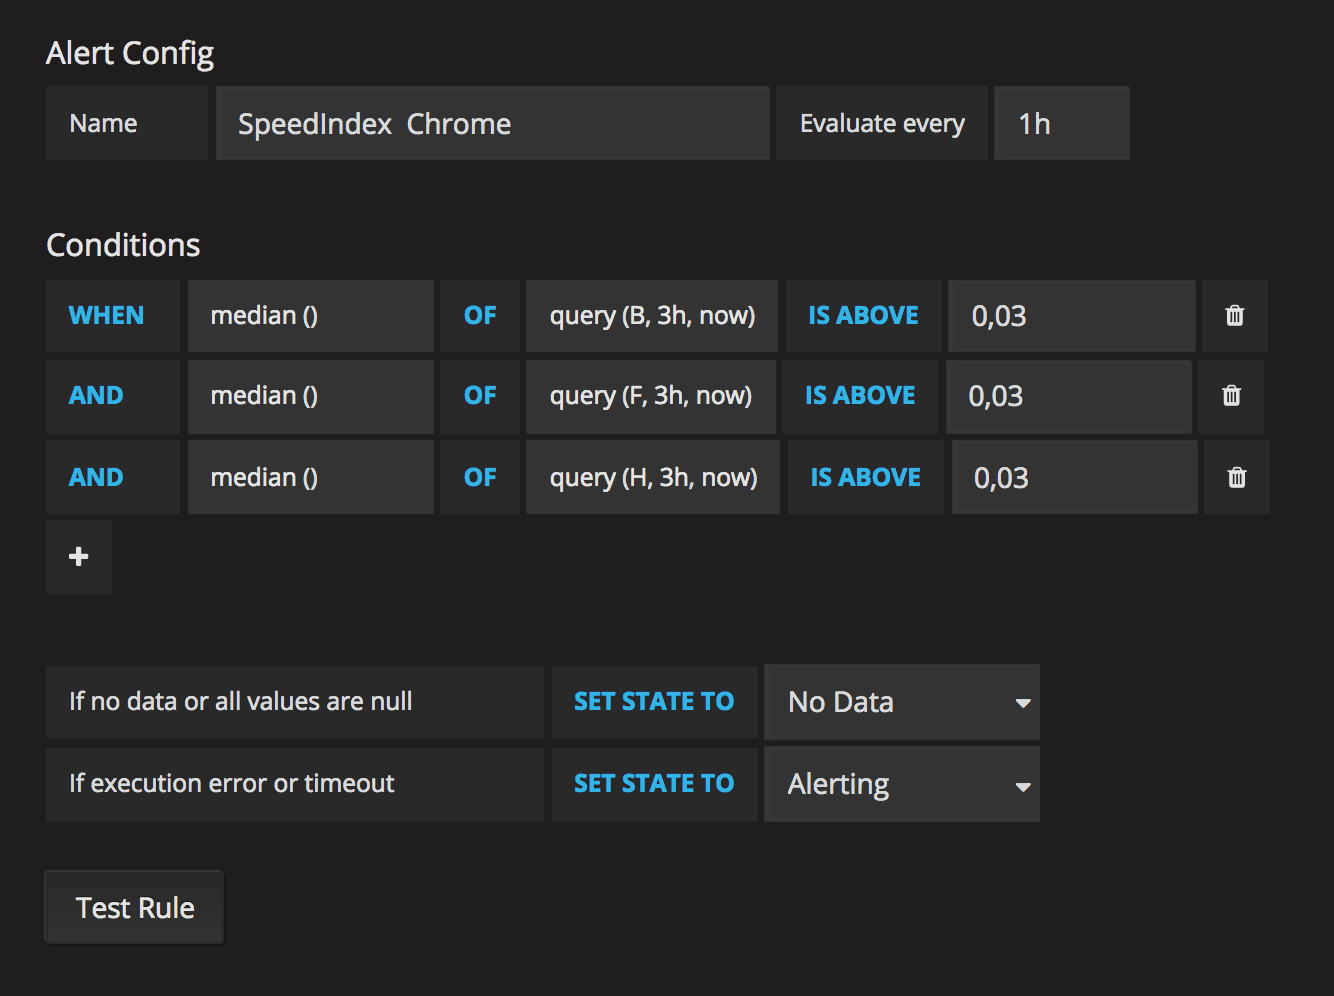 Alert Config
Name SpeedIndex Chrome Evaluate every 1h
Conditions
WHEN median () OF query (B, 3h, now) IS ABOVE 0,03
AND median () OF query (F, 3h, now) IS ABOVE 0,03
AND median () OF query (H, 3h, now) IS ABOVE 0,03
+
If no data or all values are null SET STATE TO No Data
If execution error or timeout SET STATE TO Alerting
Test Rule